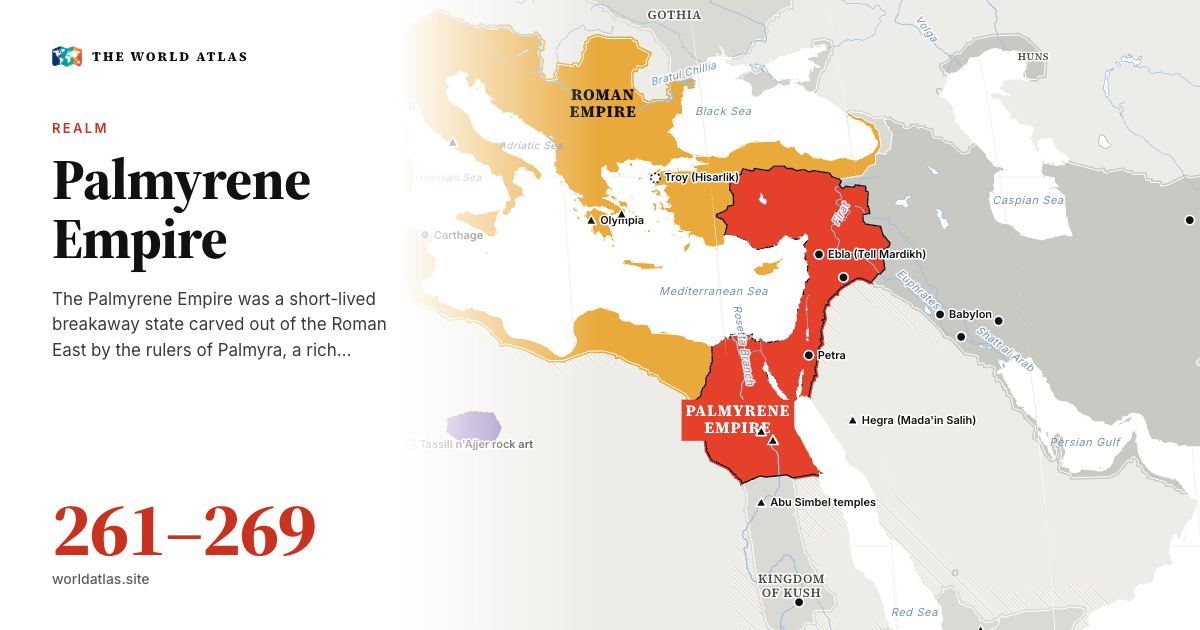 THE WORLD ATLAS
REALM
Palmyrene
Empire
The Palmyrene Empire was a short-lived
breakaway state carved out of the Roman
East by the rulers of Palmyra, a rich…
261–269
worldatlas.site
GOTHIA
Volga
HUNS
Bratul Chillia
ROMAN
EMPIRE
Black Sea
Adriatic Sea
Troy (Hisarlik)
Caspian Sea
Firat
Olympia
Carthage
Ebla (Tell Mardikh)
Mediterranean Sea
Euphrates
Babylon
Rosetta Branch
Shatt al Arab
Petra
PALMYRENE
EMPIRE
Hegra (Mada'in Salih)
Persian Gulf
Tassili n'Ajjer rock art
Abu Simbel temples
KINGDOM
OF KUSH
Red Sea